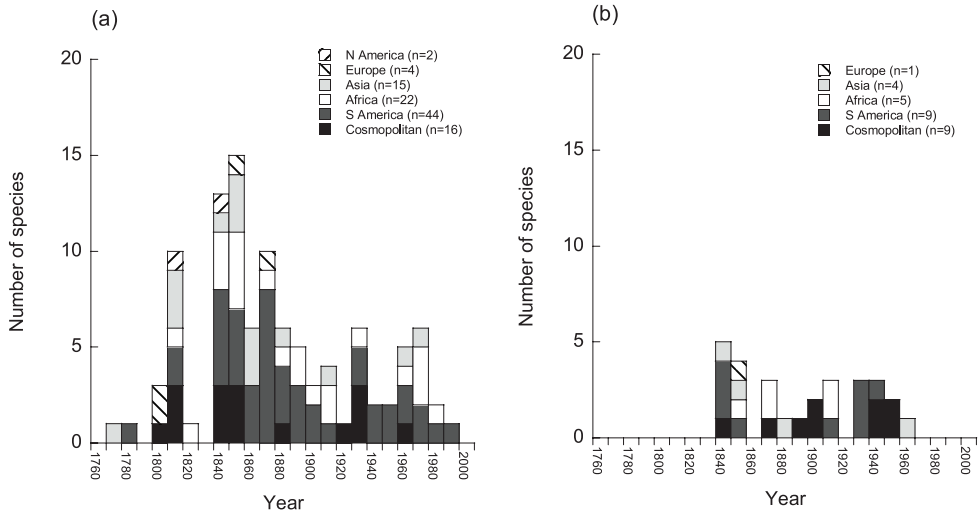 (a)
20
15
10
5
0
Number of species
N America (n=2)
Europe (n=4)
Asia (n=15)
Africa (n=22)
S America (n=44)
Cosmopolitan (n=16)
1760
1780
1800
1820
1840
1860
1880
1900
1920
1940
1960
1980
2000
Year
(b)
20
15
10
5
0
Number of species
Europe (n=1)
Asia (n=4)
Africa (n=5)
S America (n=9)
Cosmopolitan (n=9)
1760
1780
1800
1820
1840
1860
1880
1900
1920
1940
1960
1980
2000
Year